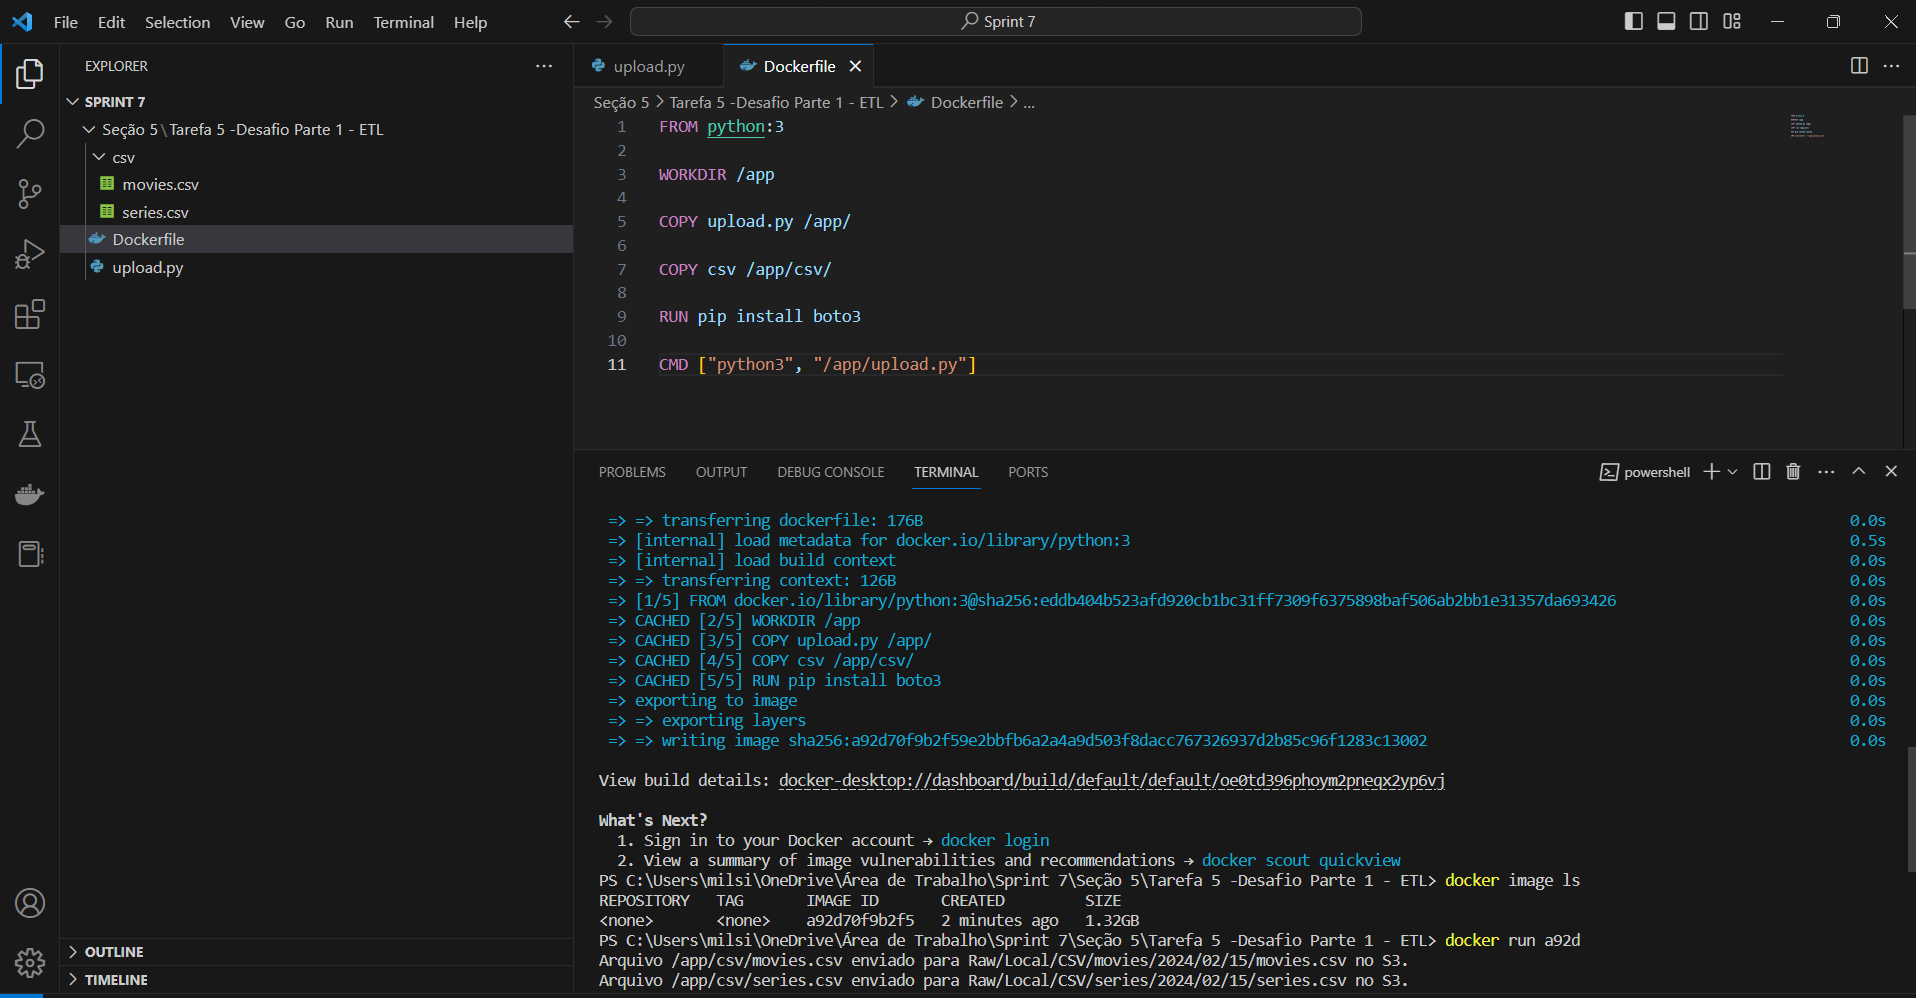 File Edit Selection View Go Run Terminal Help
Sprint 7
EXPLORER
SPRINT 7
Seção 5\Tarefa 5 -Desafio Parte 1 - ETL
csv
movies.csv
series.csv
Dockerfile
upload.py
OUTLINE
TIMELINE
upload.py Dockerfile
Seção 5 > Tarefa 5 -Desafio Parte 1 - ETL > Dockerfile > ...
1 FROM python:3
2
3 WORKDIR /app
4
5 COPY upload.py /app/
6
7 COPY csv /app/csv/
8
9 RUN pip install boto3
10
11 CMD ["python3", "/app/upload.py"]
PROBLEMS OUTPUT DEBUG CONSOLE TERMINAL PORTS
powershell
=> => transferring dockerfile: 176B 0.0s
=> [internal] load metadata for docker.io/library/python:3 0.5s
=> [internal] load build context 0.0s
=> => transferring context: 126B 0.0s
=> [1/5] FROM docker.io/library/python:3@sha256:eddb404b523afd920cb1bc31ff7309f6375898baf506ab2bb1e31357da693426 0.0s
=> CACHED [2/5] WORKDIR /app 0.0s
=> CACHED [3/5] COPY upload.py /app/ 0.0s
=> CACHED [4/5] COPY csv /app/csv/ 0.0s
=> CACHED [5/5] RUN pip install boto3 0.0s
=> exporting to image 0.0s
=> => exporting layers 0.0s
=> => writing image sha256:a92d70f9b2f59e2bbfb6a2a4a9d503f8dacc767326937d2b85c96f1283c13002 0.0s
View build details: docker-desktop://dashboard/build/default/default/oe0td396phoym2pneqx2yp6vj
What's Next?
1. Sign in to your Docker account → docker login
2. View a summary of image vulnerabilities and recommendations → docker scout quickview
PS C:\Users\milsi\OneDrive\Área de Trabalho\Sprint 7\Seção 5\Tarefa 5 -Desafio Parte 1 - ETL> docker image ls
REPOSITORY TAG IMAGE ID CREATED SIZE
<none> <none> a92d70f9b2f5 2 minutes ago 1.32GB
PS C:\Users\milsi\OneDrive\Área de Trabalho\Sprint 7\Seção 5\Tarefa 5 -Desafio Parte 1 - ETL> docker run a92d
Arquivo /app/csv/movies.csv enviado para Raw/Local/CSV/movies/2024/02/15/movies.csv no S3.
Arquivo /app/csv/series.csv enviado para Raw/Local/CSV/series/2024/02/15/series.csv no S3.